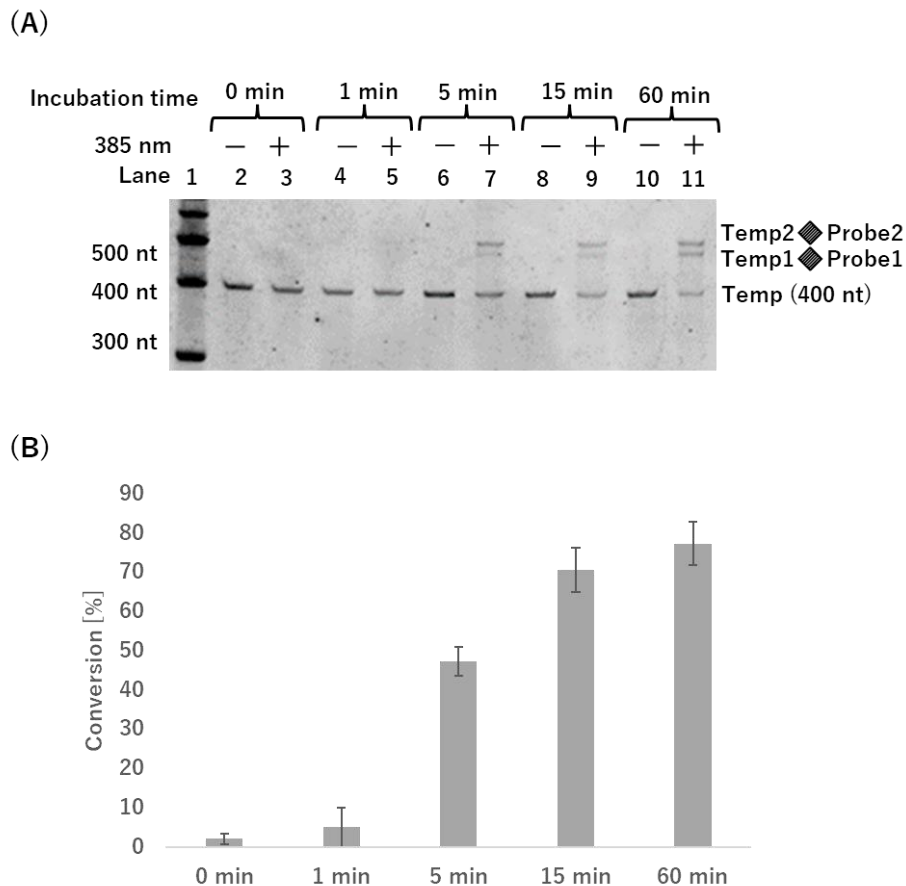 (A)
Incubation time 0 min 1 min 5 min 15 min 60 min
385 nm − + − + − + − + − +
Lane 1 2 3 4 5 6 7 8 9 10 11
Temp2◆Probe2
500 nt Temp1◆Probe1
400 nt Temp (400 nt)
300 nt
(B)
Conversion [%]
90
80
70
60
50
40
30
20
10
0
0 min 1 min 5 min 15 min 60 min